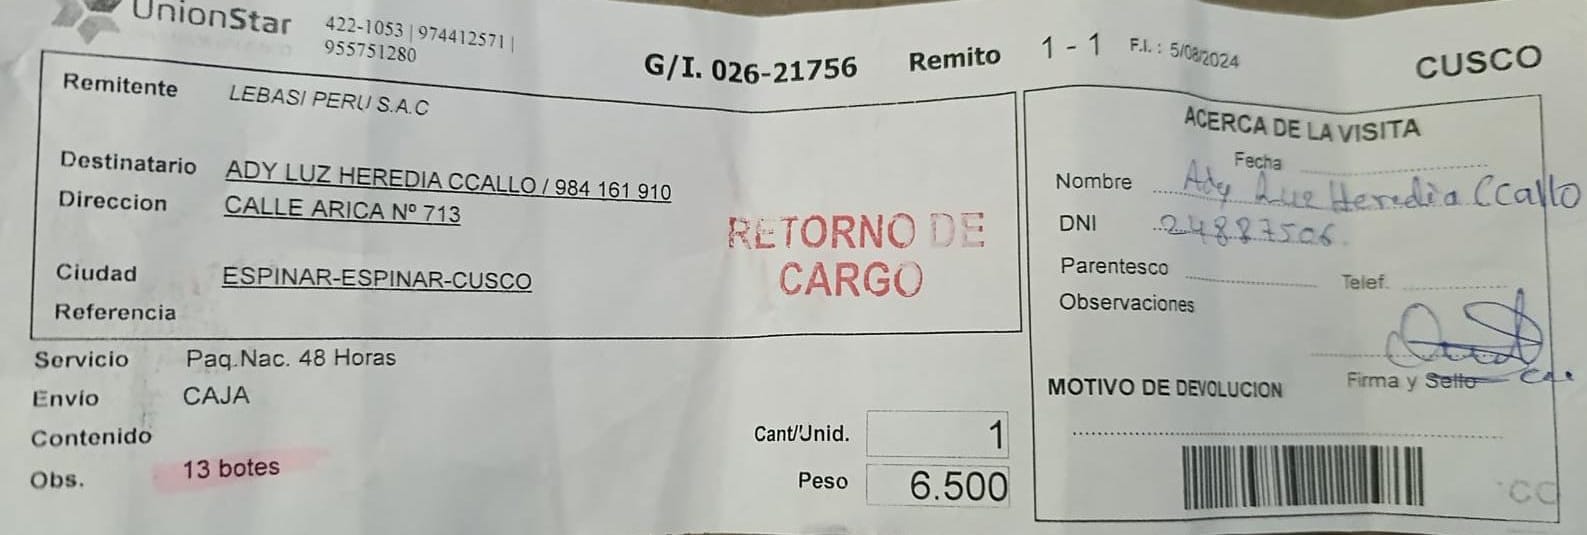 UnionStar
422-1053 | 974412571 |
955751280
G/I. 026-21756
Remito
1 - 1
F.I. : 5/08/2024
CUSCO
Remitente LEBASI PERU S.A.C
Destinatario ADY LUZ HEREDIA CCALLO / 984 161 910
Direccion CALLE ARICA Nº 713
Ciudad ESPINAR-ESPINAR-CUSCO
Referencia
RETORNO DE
CARGO
Servicio Paq.Nac. 48 Horas
Envío CAJA
Contenido
Obs. 13 botes
Cant/Unid. 1
Peso 6.500
ACERCA DE LA VISITA
Fecha
Nombre Ady Luz Heredia Ccallo
DNI 24887506
Parentesco
Telef.
Observaciones
Firma y Sello
MOTIVO DE DEVOLUCION